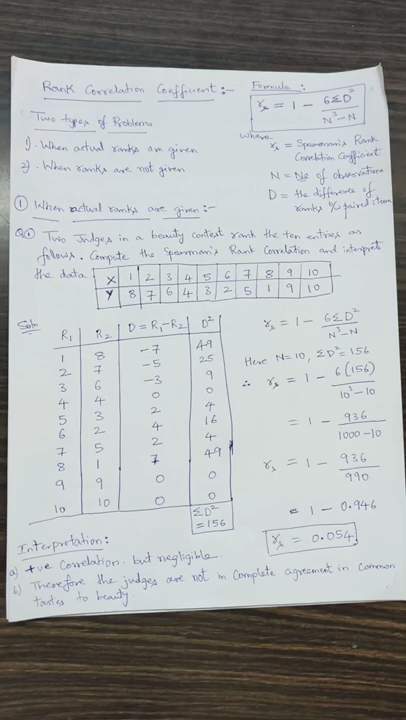 Rank Correlation Coefficient :-
Formula :
r_s = 1 - 6ΣD² / N³-N
Two types of Problems
1). When actual ranks are given
2). When ranks are not given
where
r_s = Spearman's Rank
Correlation Coefficient
N = No of observations
D = the difference of
ranks b/w paired items
① When actual ranks are given :-
Q① Two Judges in a beauty contest rank the ten entries as
follows. Compute the Spearman's Rank Correlation and interpret
the data.
X 1 2 3 4 5 6 7 8 9 10
Y 8 7 6 4 3 2 5 1 9 10
Soln
R₁ R₂ D = R₁-R₂ D²
1 8 -7 49
2 7 -5 25
3 6 -3 9
4 4 0 0
5 3 2 4
6 2 4 16
7 5 2 4
8 1 7 49
9 9 0 0
10 10 0 0
ΣD²
= 156
r_s = 1 - 6ΣD² / N³-N
Here N=10, ΣD² = 156
∴ r_s = 1 - 6(156) / 10³-10
= 1 - 936 / 1000-10
r_s = 1 - 936 / 990
= 1 - 0.946
r_s = 0.054
Interpretation:
a) +ve Correlation. but negligible.
b) Therefore the judges are not in Complete agreement in Common
tastes to beauty.